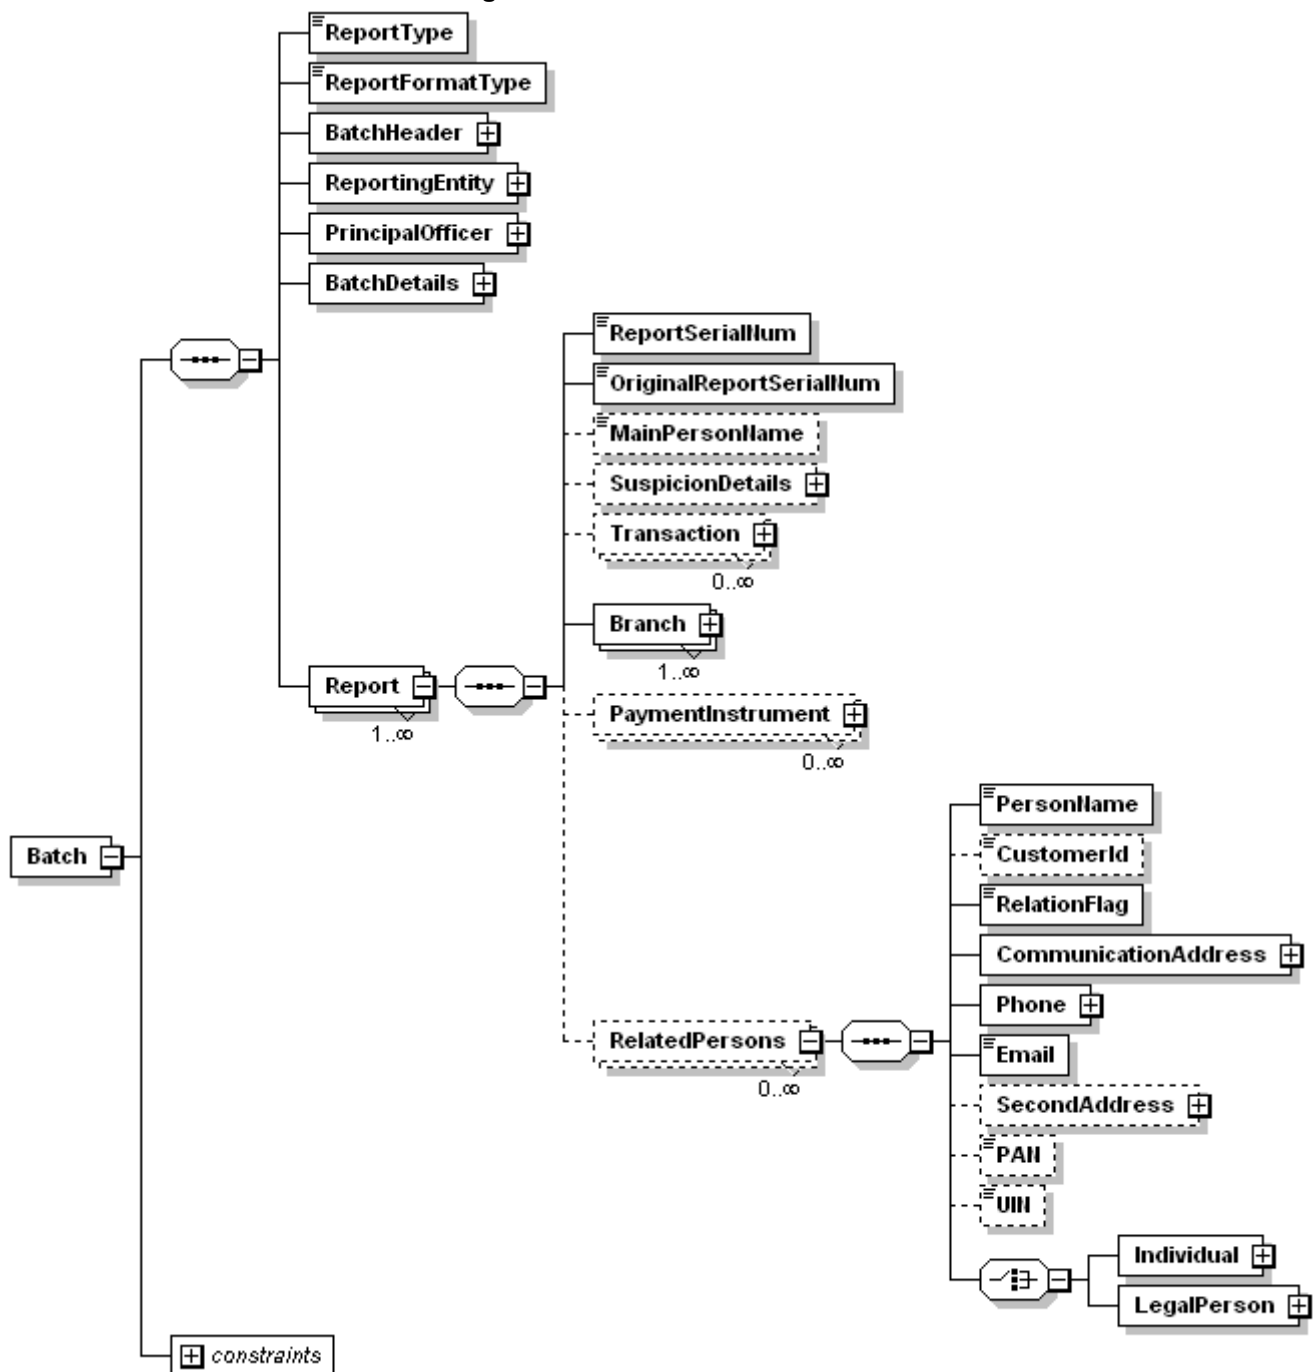 ReportType
ReportFormatType
BatchHeader
ReportingEntity
PrincipalOfficer
BatchDetails
Report
1..∞
ReportSerialNum
OriginalReportSerialNum
MainPersonName
SuspicionDetails
Transaction
0..∞
Branch
1..∞
PaymentInstrument
0..∞
RelatedPersons
0..∞
PersonName
CustomerId
RelationFlag
CommunicationAddress
Phone
Email
SecondAddress
PAN
UIN
Individual
LegalPerson
Batch
constraints